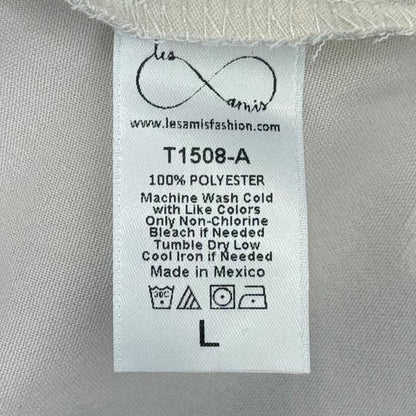 les
amis
www.lesamisfashion.com
T1508-A
100% POLYESTER
Machine Wash Cold
with Like Colors
Only Non-Chlorine
Bleach if Needed
Tumble Dry Low
Cool Iron if Needed
Made in Mexico
30C
L